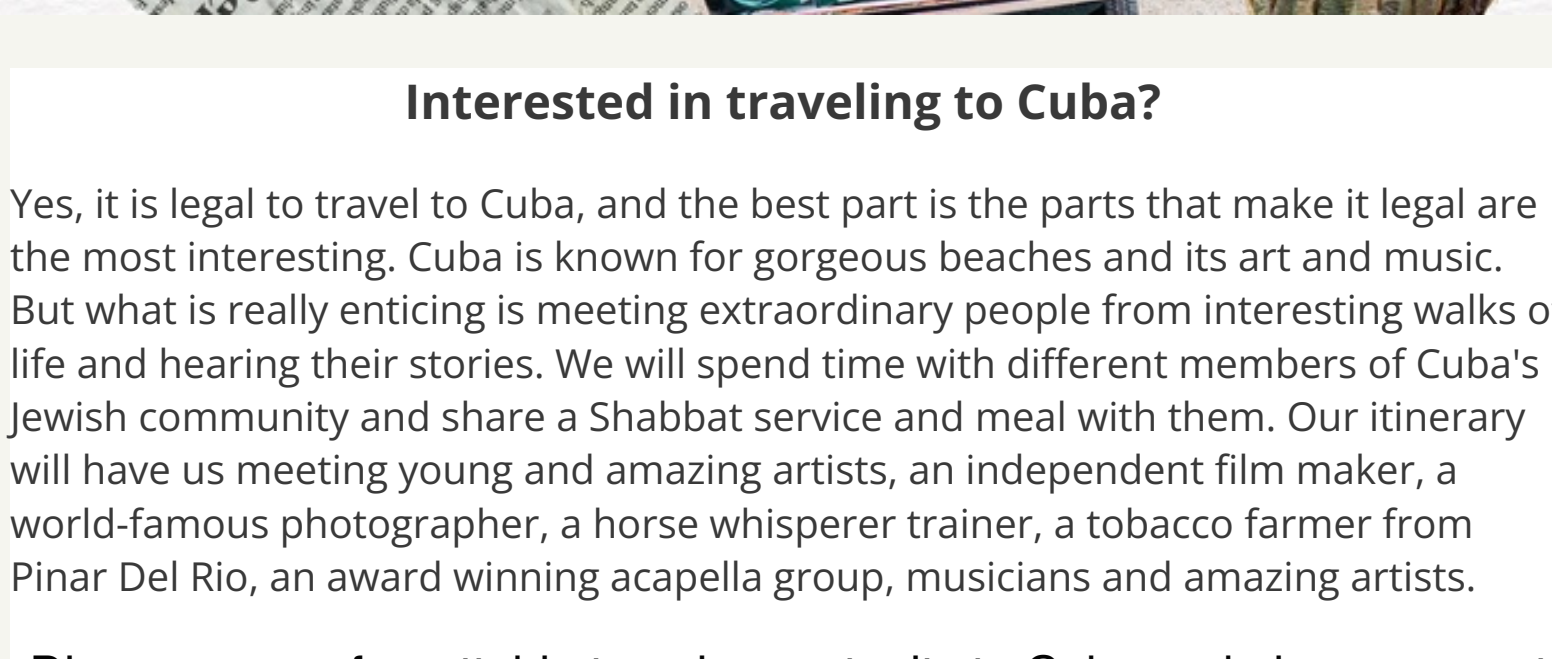 Interested in traveling to Cuba?
Yes, it is legal to travel to Cuba, and the best part is the parts that make it legal are
the most interesting. Cuba is known for gorgeous beaches and its art and music.
But what is really enticing is meeting extraordinary people from interesting walks of
life and hearing their stories. We will spend time with different members of Cuba's
Jewish community and share a Shabbat service and meal with them. Our itinerary
will have us meeting young and amazing artists, an independent film maker, a
world-famous photographer, a horse whisperer trainer, a tobacco farmer from
Pinar Del Rio, an award winning acapella group, musicians and amazing artists.